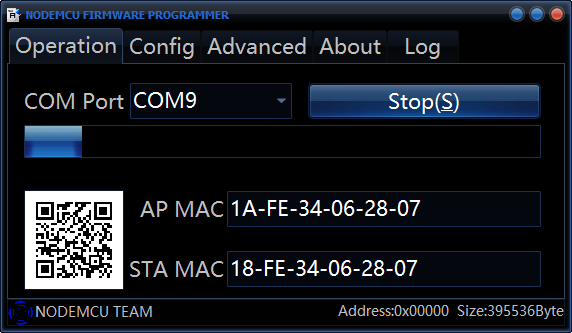 NODEMCU FIRMWARE PROGRAMMER
Operation Config Advanced About Log
COM Port COM9 Stop(S)
AP MAC 1A-FE-34-06-28-07
STA MAC 18-FE-34-06-28-07
NODEMCU TEAM Address:0x00000 Size:395536Byte